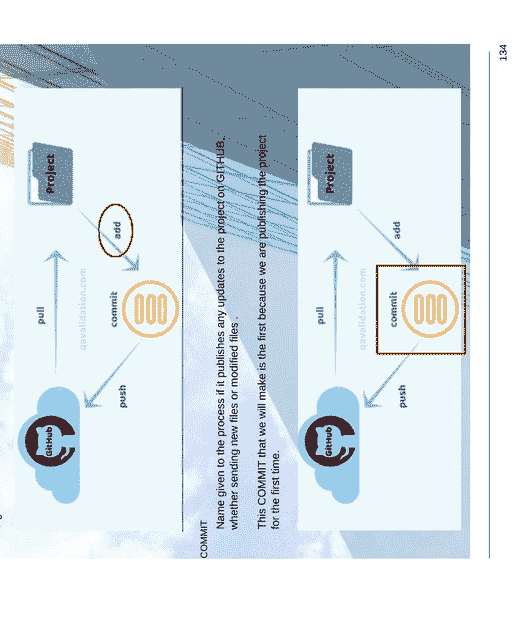 Project
add
pull
commit
qavalidation.com
push
GitHub
COMMIT
Name given to the process if it publishes any updates to the project on GITHUB,
whether sending new files or modified files .
This COMMIT that we will make is the first because we are publishing the project
for the first time.
Project
add
pull
commit
qavalidation.com
push
GitHub
134